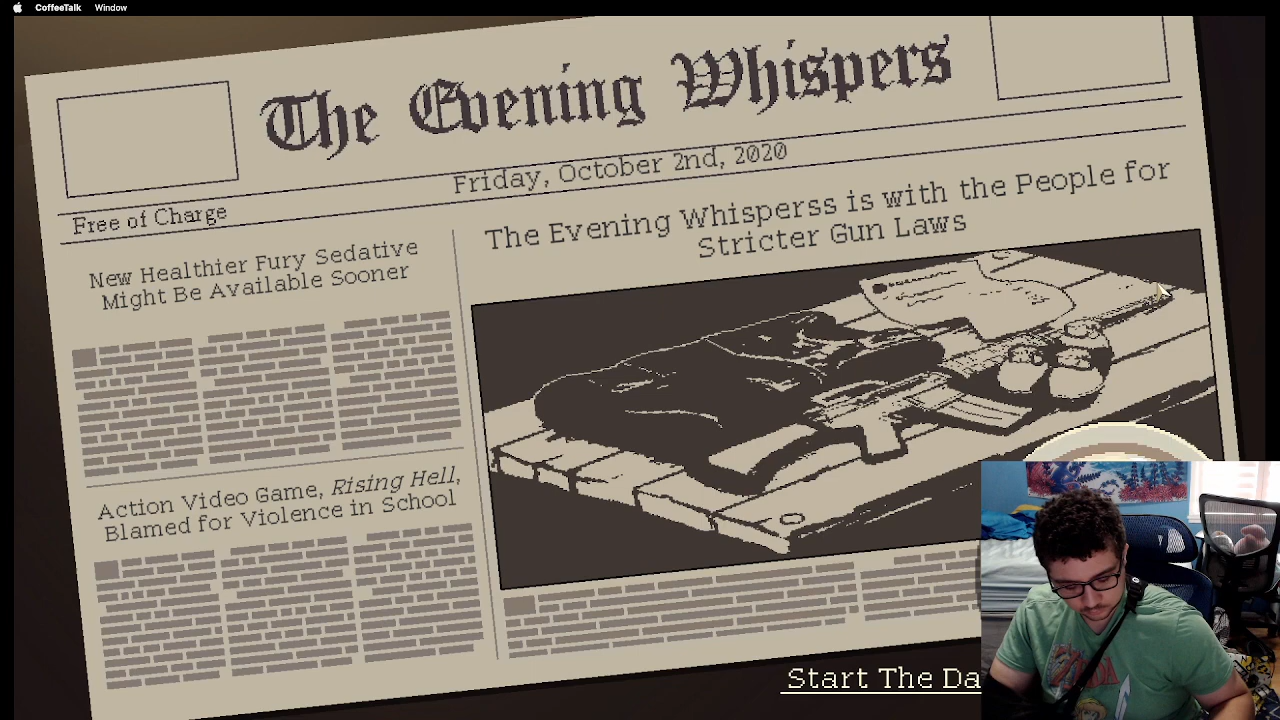 CoffeeTalk Window
The Evening Whispers
Friday, October 2nd, 2020
Free of Charge
The Evening Whisperss is with the People for
Stricter Gun Laws
New Healthier Fury Sedative
Might Be Available Sooner
Action Video Game, Rising Hell,
Blamed for Violence in School
Start The Da
ZELDA